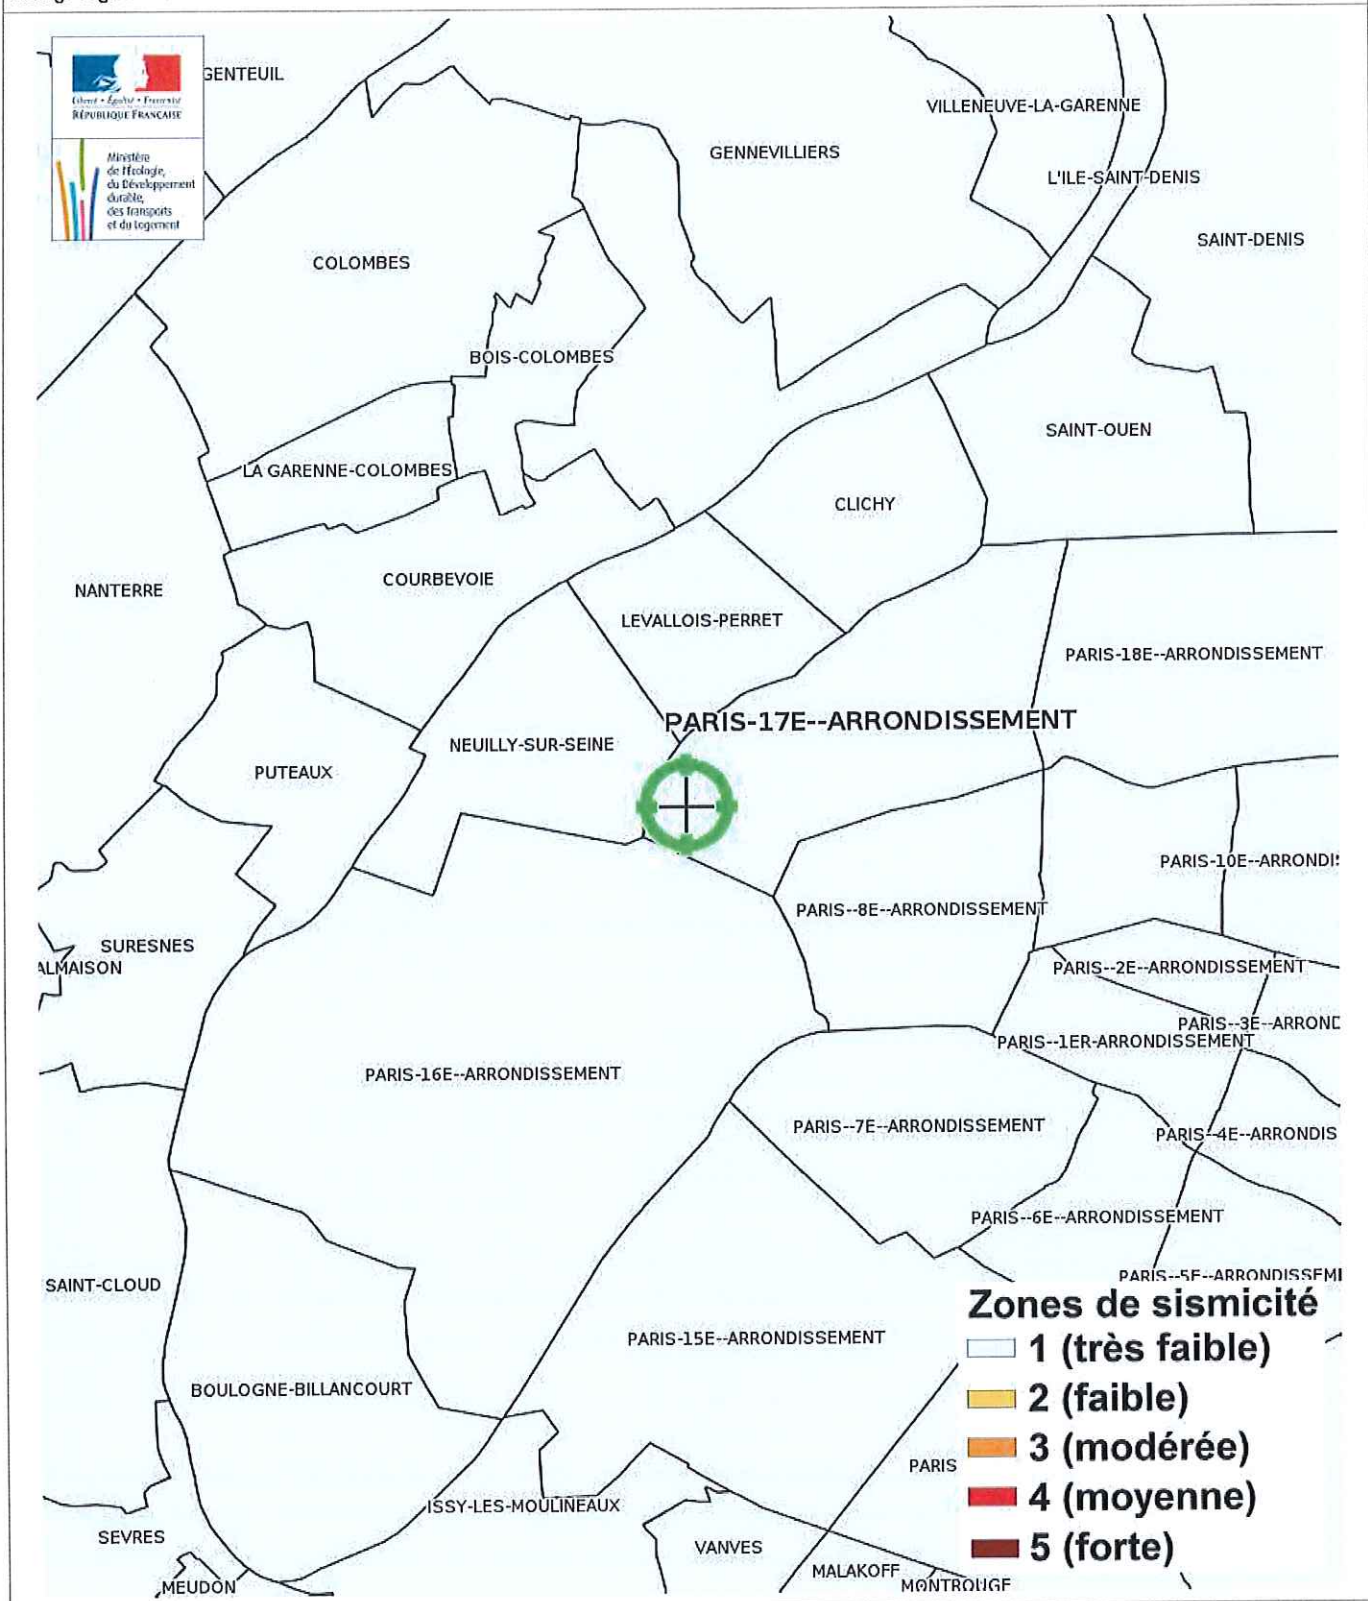 GENTEUIL
Liberté • Égalité • Fraternité
RÉPUBLIQUE FRANÇAISE
Ministère
de l'Écologie,
du Développement
durable,
des Transports
et du Logement
VILLENEUVE-LA-GARENNE
GENNEVILLIERS
L'ILE-SAINT-DENIS
SAINT-DENIS
COLOMBES
BOIS-COLOMBES
SAINT-OUEN
LA GARENNE-COLOMBES
CLICHY
COURBEVOIE
NANTERRE
LEVALLOIS-PERRET
PARIS-18E--ARRONDISSEMENT
PARIS-17E--ARRONDISSEMENT
NEUILLY-SUR-SEINE
PUTEAUX
PARIS-10E--ARRONDI
PARIS--8E--ARRONDISSEMENT
SURESNES
ALMAISON
PARIS--2E--ARRONDISSEMENT
PARIS--3E--ARROND
PARIS--1ER-ARRONDISSEMENT
PARIS-16E--ARRONDISSEMENT
PARIS--7E--ARRONDISSEMENT
PARIS--4E--ARRONDIS
PARIS--6E--ARRONDISSEMENT
SAINT-CLOUD
PARIS--5E--ARRONDISSEM
Zones de sismicité
PARIS-15E--ARRONDISSEMENT
1 (très faible)
BOULOGNE-BILLANCOURT
2 (faible)
3 (modérée)
PARIS
4 (moyenne)
ISSY-LES-MOULINEAUX
SEVRES
VANVES
5 (forte)
MALAKOFF
MEUDON
MONTROUGE